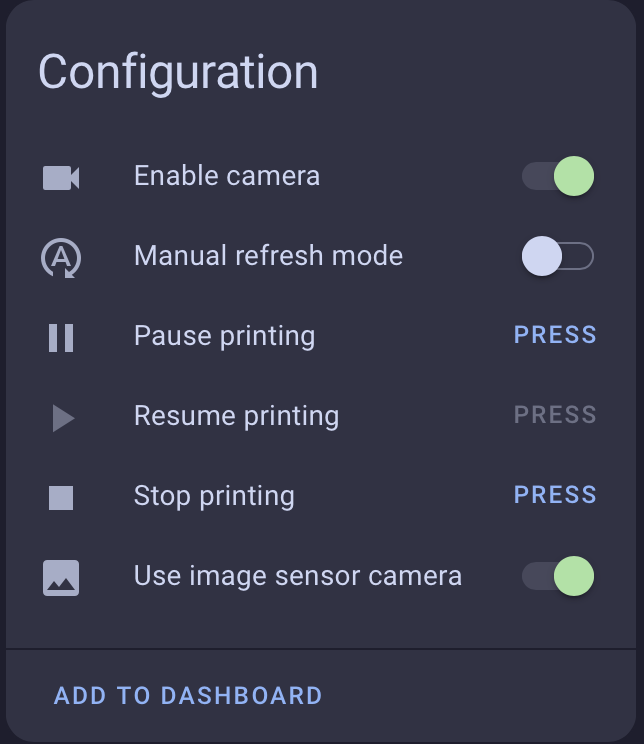 Configuration
Enable camera
Manual refresh mode
Pause printing PRESS
Resume printing PRESS
Stop printing PRESS
Use image sensor camera
ADD TO DASHBOARD